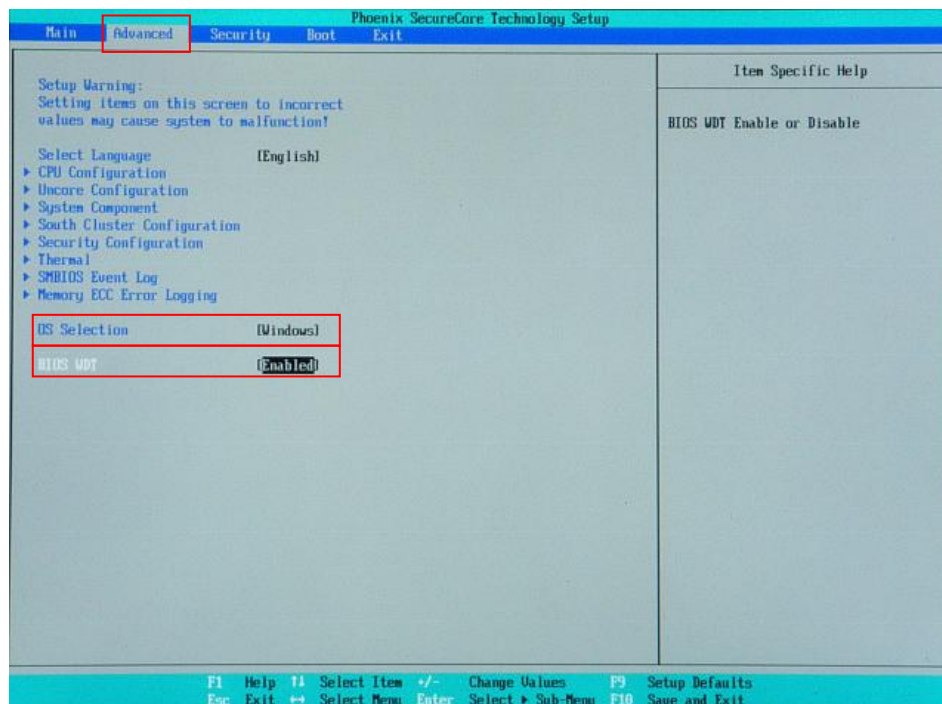 Phoenix SecureCore Technology Setup
Main Advanced Security Boot Exit
Setup Warning:
Setting items on this screen to incorrect
values may cause system to malfunction!
Select Language [English]
▶ CPU Configuration
▶ Uncore Configuration
▶ System Component
▶ South Cluster Configuration
▶ Security Configuration
▶ Thermal
▶ SMBIOS Event Log
▶ Memory ECC Error Logging
OS Selection [Windows]
BIOS WDT [Enabled]
Item Specific Help
BIOS WDT Enable or Disable
F1 Help ↑↓ Select Item +/- Change Values F9 Setup Defaults
Esc Exit ↔ Select Menu Enter Select ▶ Sub-Menu F10 Save and Exit